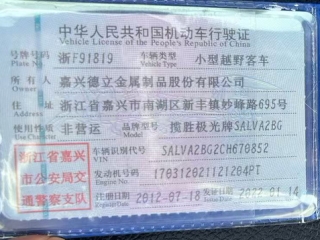 中华人民共和国机动车行驶证
Vehicle License of the People's Republic of China
号牌号码 浙F91819 车辆类型 小型越野客车
Plate No. Vehicle Type
所有人 嘉兴德立金属制品股份有限公司
Owner
住址 浙江省嘉兴市南湖区新丰镇妙峰路695号
Address
使用性质 非营运 品牌型号 揽胜极光牌SALVA2BG
Use Character Model
浙江省嘉兴市公安局交通警察支队
车辆识别代号 SALVA2BG2CH670852
VIN
发动机号码 170312021121204PT
Engine No.
注册日期 2012-07-18 发证日期 2022-01-14
Register Date Issue Date